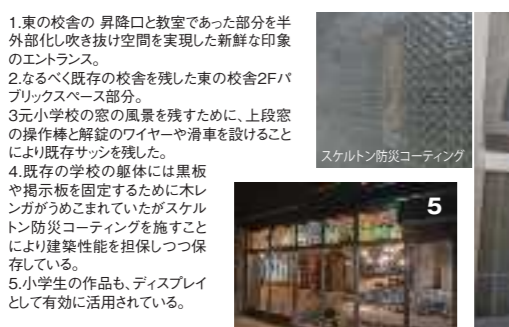 1.東の校舎の 昇降口と教室であった部分を半
外部化し吹き抜け空間を実現した新鮮な印象
のエントランス。
2.なるべく既存の校舎を残した東の校舎2Fパ
ブリックスペース部分。
3元小学校の窓の風景を残すために、上段窓
の操作棒と解錠のワイヤーや滑車を設けること
により既存サッシを残した。
4.既存の学校の躯体には黒板
や掲示板を固定するために木レ
ンガがうめこまれていたがスケル
トン防災コーティングを施すこと
により建築性能を担保しつつ保
存している。
5.小学生の作品も、ディスプレイ
として有効に活用されている。
スケルトン防災コーティング
5